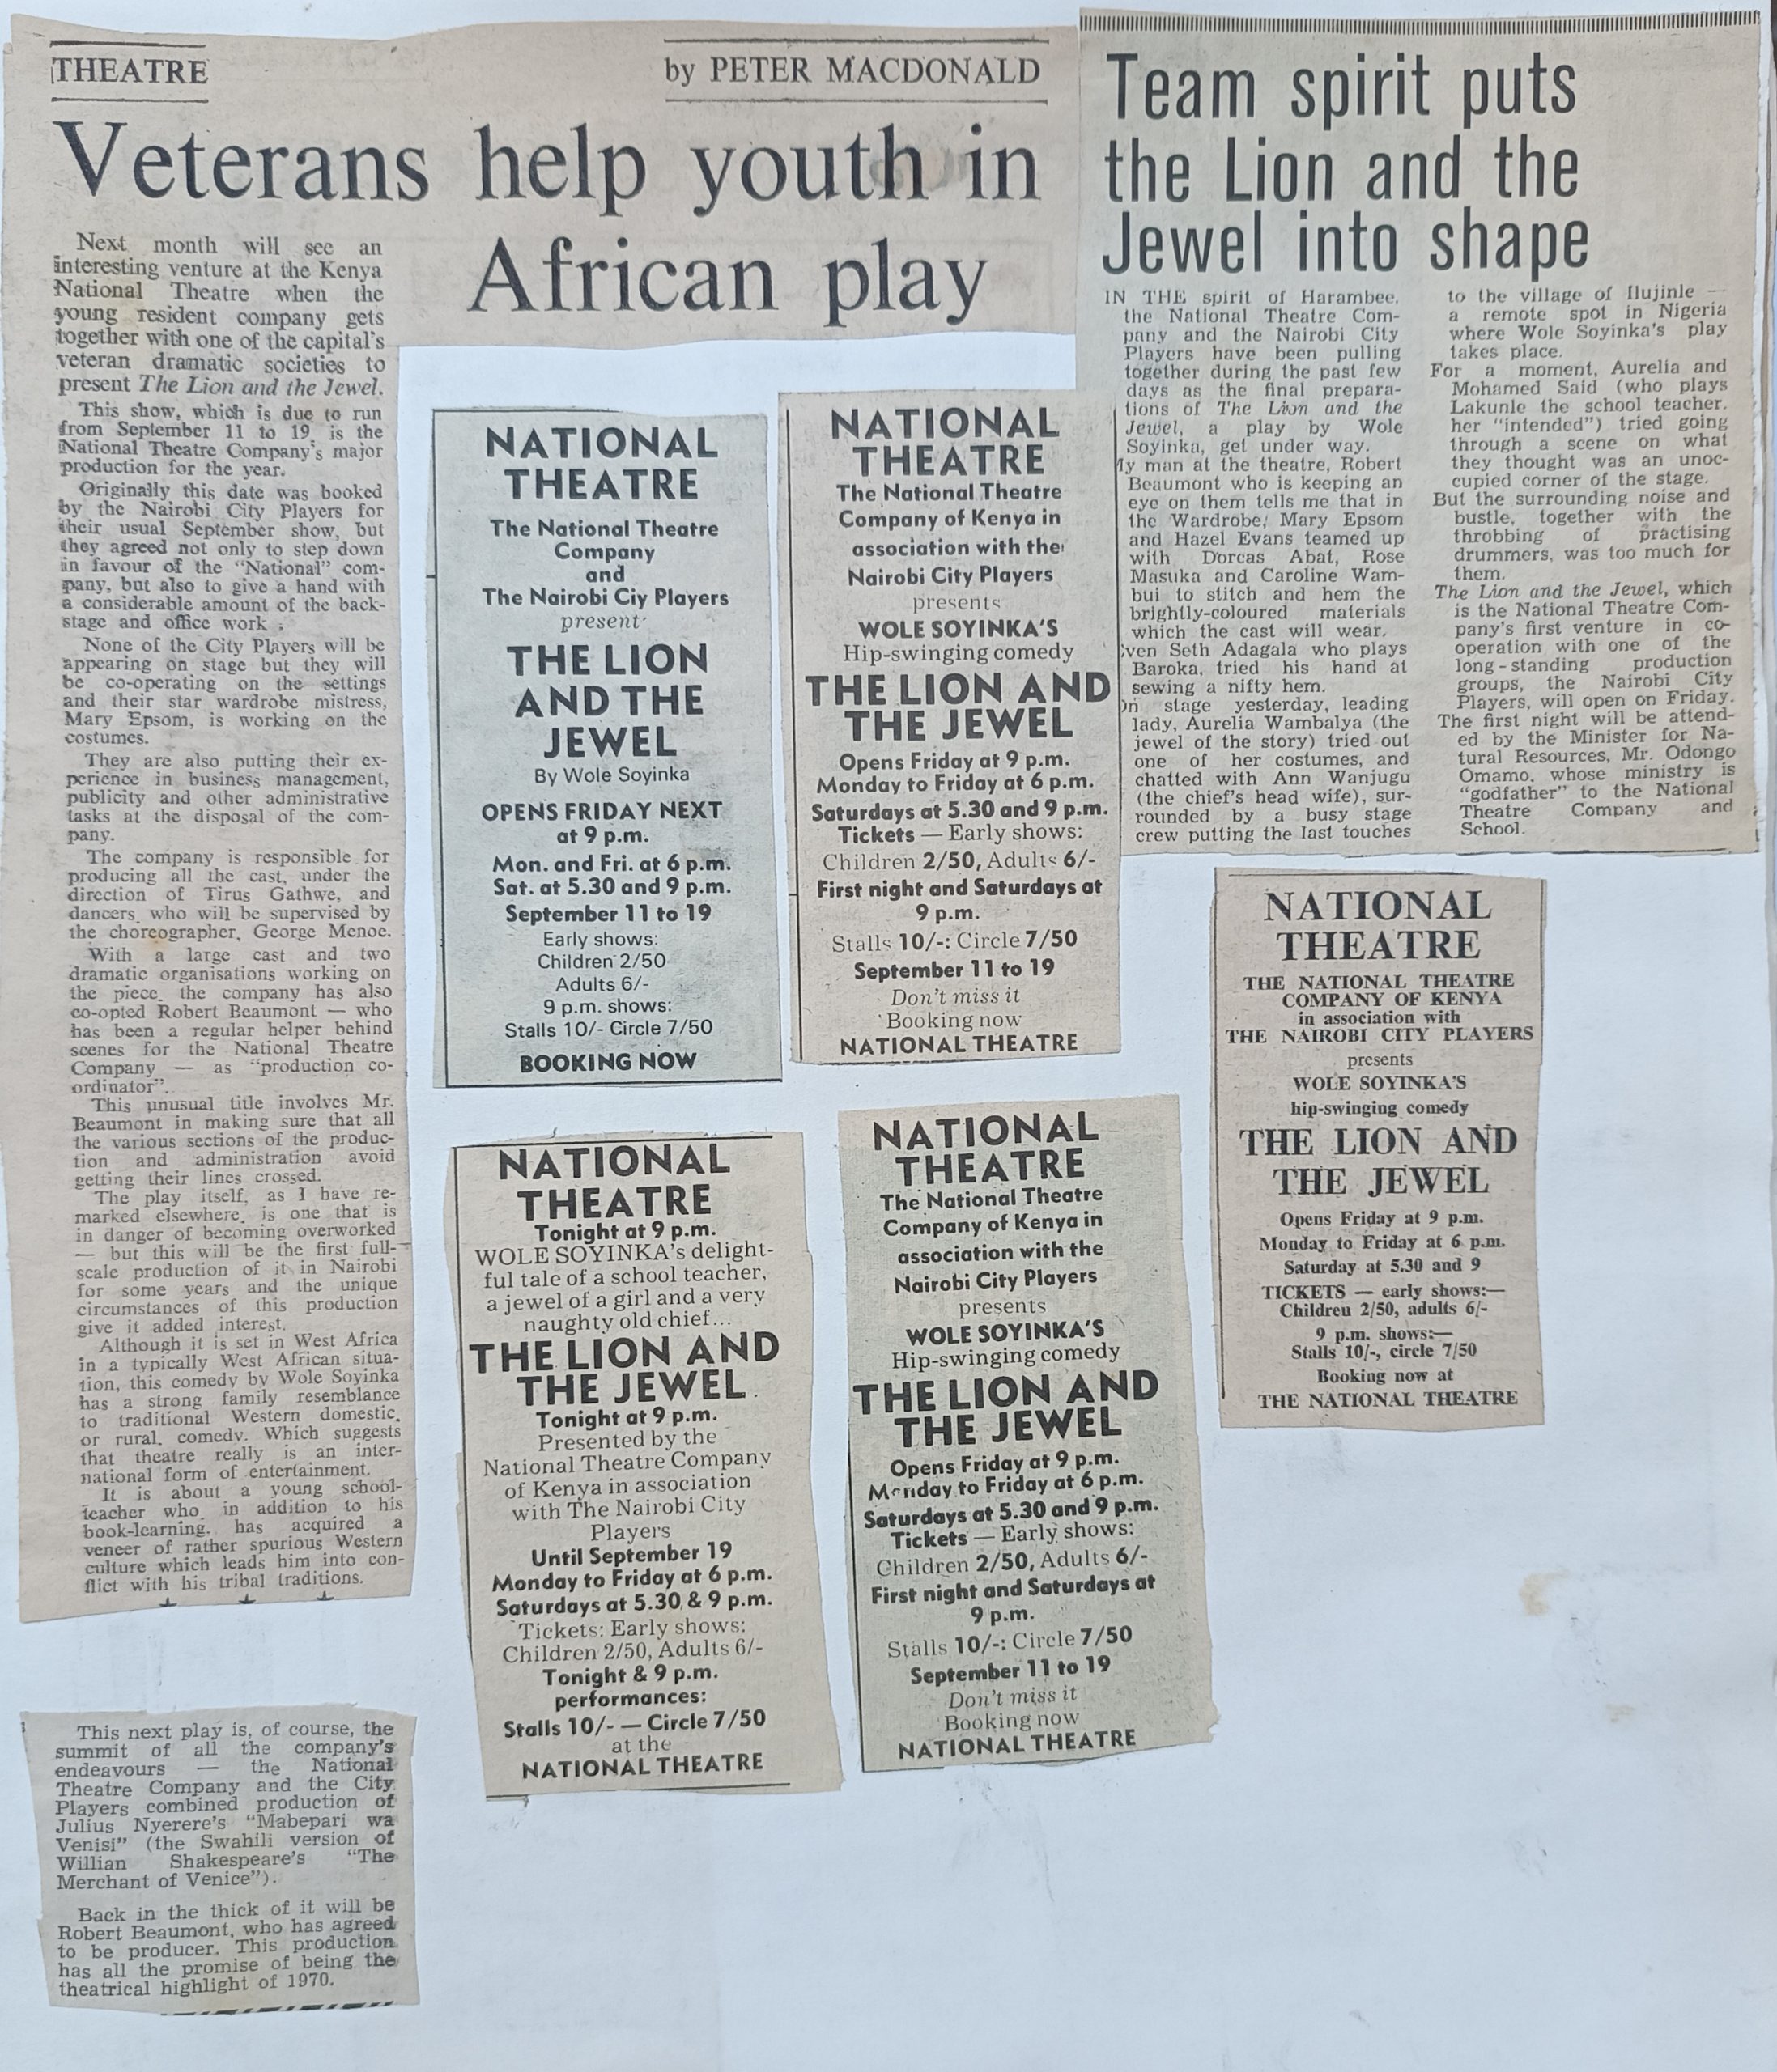 THEATRE
by PETER MACDONALD
Veterans help youth in
African play
Next month will see an
interesting venture at the Kenya
National Theatre when the
young resident company gets
together with one of the capital's
veteran dramatic societies to
present The Lion and the Jewel.
This show, which is due to run
from September 11 to 19, is the
National Theatre Company's major
production for the year.
Originally this date was booked
by the Nairobi City Players for
their usual September show, but
they agreed not only to step down
in favour of the "National" com-
pany, but also to give a hand with
a considerable amount of the back-
stage and office work.
None of the City Players will be
appearing on stage but they will
be co-operating on the settings
and their star wardrobe mistress,
Mary Epsom, is working on the
costumes.
They are also putting their ex-
perience in business management,
publicity and other administrative
tasks at the disposal of the com-
pany.
The company is responsible for
producing all the cast, under the
direction of Tirus Gathwe, and
dancers, who will be supervised by
the choreographer, George Menoe.
With a large cast and two
dramatic organisations working on
the piece, the company has also
co-opted Robert Beaumont — who
has been a regular helper behind
scenes for the National Theatre
Company — as "production co-
ordinator".
This unusual title involves Mr.
Beaumont in making sure that all
the various sections of the produc-
tion and administration avoid
getting their lines crossed.
The play itself, as I have re-
marked elsewhere, is one that is
in danger of becoming overworked
— but this will be the first full-
scale production of it in Nairobi
for some years and the unique
circumstances of this production
give it added interest.
Although it is set in West Africa
in a typically West African situa-
tion, this comedy by Wole Soyinka
has a strong family resemblance
to traditional Western domestic,
or rural, comedy. Which suggests
that theatre really is an inter-
national form of entertainment.
It is about a young school-
teacher who, in addition to his
book-learning, has acquired a
veneer of rather spurious Western
culture which leads him into con-
flict with his tribal traditions.
This next play is, of course, the
summit of all the company's
endeavours — the National
Theatre Company and the City
Players combined production of
Julius Nyerere's "Mabepari wa
Venisi" (the Swahili version of
Willian Shakespeare's "The
Merchant of Venice").
Back in the thick of it will be
Robert Beaumont, who has agreed
to be producer. This production
has all the promise of being the
theatrical highlight of 1970.
NATIONAL
THEATRE
The National Theatre
Company
and
The Nairobi Ciy Players
present
THE LION
AND THE
JEWEL
By Wole Soyinka
OPENS FRIDAY NEXT
at 9 p.m.
Mon. and Fri. at 6 p.m.
Sat. at 5.30 and 9 p.m.
September 11 to 19
Early shows:
Children 2/50
Adults 6/-
9 p.m. shows:
Stalls 10/- Circle 7/50
BOOKING NOW
NATIONAL
THEATRE
The National Theatre
Company of Kenya in
association with the
Nairobi City Players
presents
WOLE SOYINKA'S
Hip-swinging comedy
THE LION AND
THE JEWEL
Opens Friday at 9 p.m.
Monday to Friday at 6 p.m.
Saturdays at 5.30 and 9 p.m.
Tickets — Early shows:
Children 2/50, Adults 6/-
First night and Saturdays at
9 p.m.
Stalls 10/-: Circle 7/50
September 11 to 19
Don't miss it
Booking now
NATIONAL THEATRE
NATIONAL
THEATRE
Tonight at 9 p.m.
WOLE SOYINKA's delight-
ful tale of a school teacher,
a jewel of a girl and a very
naughty old chief...
THE LION AND
THE JEWEL
Tonight at 9 p.m.
Presented by the
National Theatre Company
of Kenya in association
with The Nairobi City
Players
Until September 19
Monday to Friday at 6 p.m.
Saturdays at 5.30 & 9 p.m.
Tickets: Early shows:
Children 2/50, Adults 6/-
Tonight & 9 p.m.
performances:
Stalls 10/- — Circle 7/50
at the
NATIONAL THEATRE
NATIONAL
THEATRE
The National Theatre
Company of Kenya in
association with the
Nairobi City Players
presents
WOLE SOYINKA'S
Hip-swinging comedy
THE LION AND
THE JEWEL
Opens Friday at 9 p.m.
Monday to Friday at 6 p.m.
Saturdays at 5.30 and 9 p.m.
Tickets — Early shows:
Children 2/50, Adults 6/-
First night and Saturdays at
9 p.m.
Stalls 10/-: Circle 7/50
September 11 to 19
Don't miss it
Booking now
NATIONAL THEATRE
Team spirit puts
the Lion and the
Jewel into shape
IN THE spirit of Harambee,
the National Theatre Com-
pany and the Nairobi City
Players have been pulling
together during the past few
days as the final prepara-
tions of The Lion and the
Jewel, a play by Wole
Soyinka, get under way.
My man at the theatre, Robert
Beaumont who is keeping an
eye on them tells me that in
the Wardrobe, Mary Epsom
and Hazel Evans teamed up
with Dorcas Abat, Rose
Masuka and Caroline Wam-
bui to stitch and hem the
brightly-coloured materials
which the cast will wear.
ven Seth Adagala who plays
Baroka, tried his hand at
sewing a nifty hem.
On stage yesterday, leading
lady, Aurelia Wambalya (the
jewel of the story) tried out
one of her costumes, and
chatted with Ann Wanjugu
(the chief's head wife), sur-
rounded by a busy stage
crew putting the last touches
to the village of Ilujinle —
a remote spot in Nigeria
where Wole Soyinka's play
takes place.
For a moment, Aurelia and
Mohamed Said (who plays
Lakunle the school teacher,
her "intended") tried going
through a scene on what
they thought was an unoc-
cupied corner of the stage.
But the surrounding noise and
bustle, together with the
throbbing of practising
drummers, was too much for
them.
The Lion and the Jewel, which
is the National Theatre Com-
pany's first venture in co-
operation with one of the
long-standing production
groups, the Nairobi City
Players, will open on Friday.
The first night will be attend-
ed by the Minister for Na-
tural Resources, Mr. Odongo
Omamo, whose ministry is
"godfather" to the National
Theatre Company and
School.
NATIONAL
THEATRE
THE NATIONAL THEATRE
COMPANY OF KENYA
in association with
THE NAIROBI CITY PLAYERS
presents
WOLE SOYINKA'S
hip-swinging comedy
THE LION AND
THE JEWEL
Opens Friday at 9 p.m.
Monday to Friday at 6 p.m.
Saturday at 5.30 and 9
TICKETS — early shows:—
Children 2/50, adults 6/-
9 p.m. shows:—
Stalls 10/-, circle 7/50
Booking now at
THE NATIONAL THEATRE